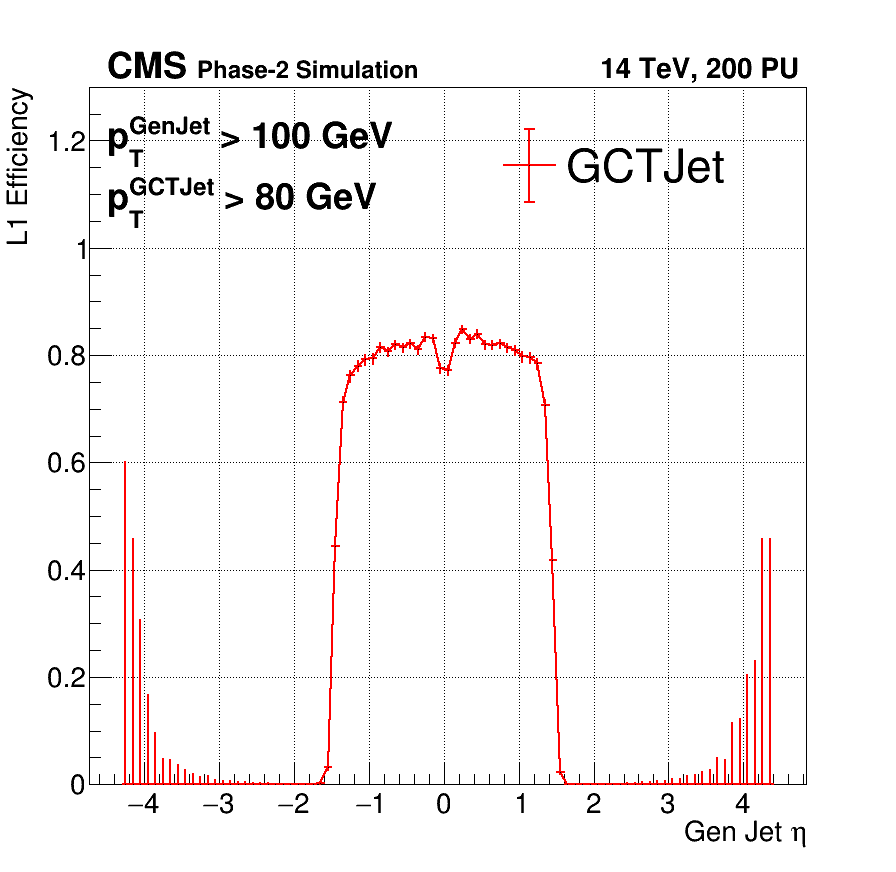 CMS Phase-2 Simulation 14 TeV, 200 PU
p_T^GenJet > 100 GeV
p_T^GCTJet > 80 GeV
GCTJet
L1 Efficiency
1.2
1
0.8
0.6
0.4
0.2
0
−4 −3 −2 −1 0 1 2 3 4
Gen Jet η